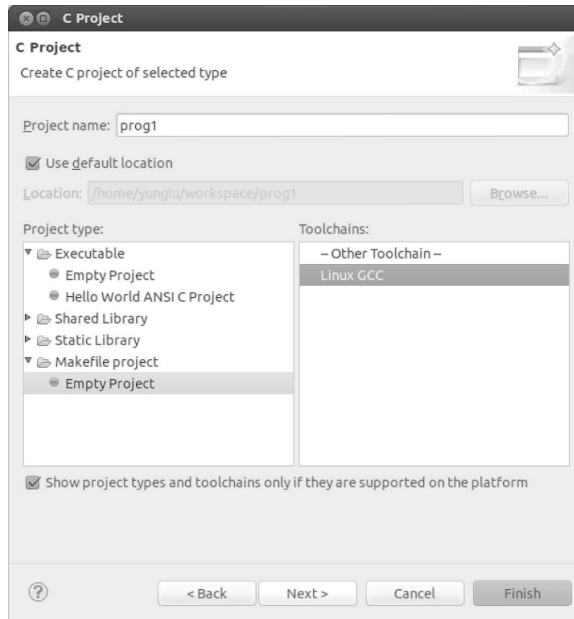 C Project
C Project
Create C project of selected type
Project name: prog1
Use default location
Location: /home/yunglu/workspace/prog1 Browse...
Project type:
Executable
Empty Project
Hello World ANSI C Project
Shared Library
Static Library
Makefile project
Empty Project
Toolchains:
-- Other Toolchain --
Linux GCC
Show project types and toolchains only if they are supported on the platform
? < Back Next > Cancel Finish